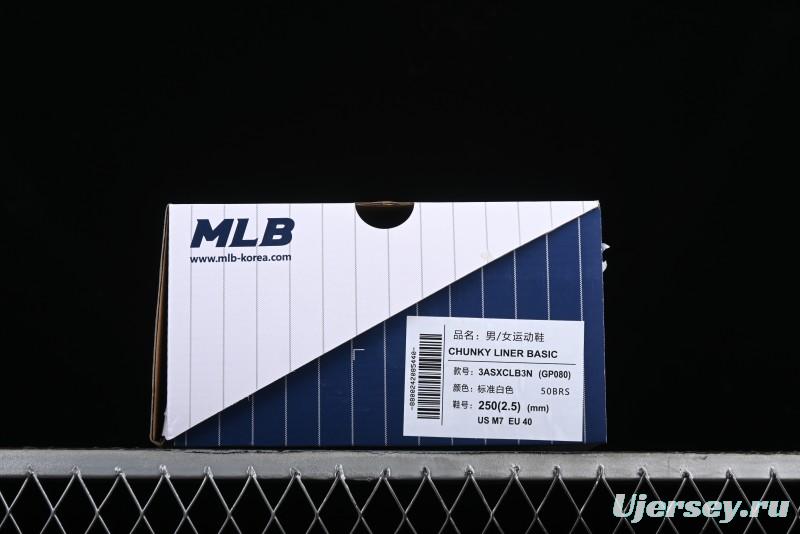 MLB
www.mlb-korea.com
品名：男/女运动鞋
CHUNKY LINER BASIC
款号：3ASXCLB3N (GP080)
颜色：标准白色 50BRS
鞋号：250(2.5) (mm)
US M7 EU 40
Ujersey.ru